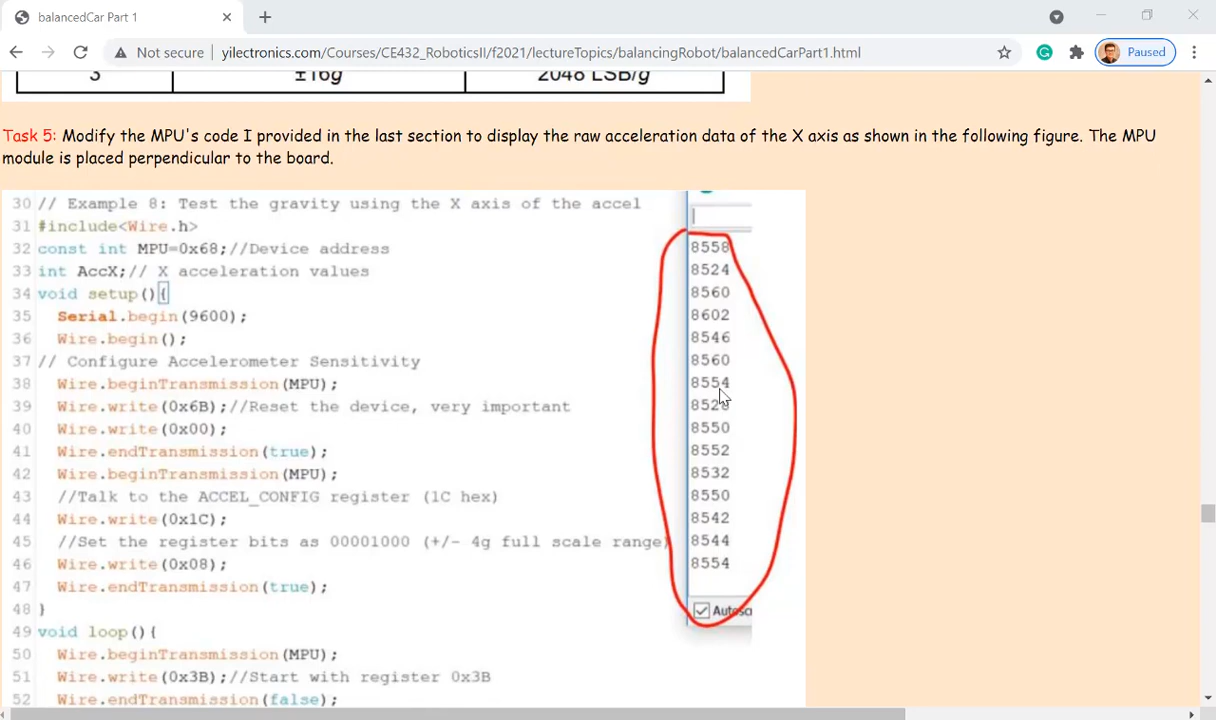 balancedCar Part 1
Not secure | yilectronics.com/Courses/CE432_RoboticsII/f2021/lectureTopics/balancingRobot/balancedCarPart1.html
Paused
3 ±16g 2048 LSB/g
Task 5: Modify the MPU's code I provided in the last section to display the raw acceleration data of the X axis as shown in the following figure. The MPU
module is placed perpendicular to the board.
30 // Example 8: Test the gravity using the X axis of the accel
31 #include<Wire.h>
32 const int MPU=0x68;//Device address
33 int AccX;// X acceleration values
34 void setup(){
35 Serial.begin(9600);
36 Wire.begin();
37 // Configure Accelerometer Sensitivity
38 Wire.beginTransmission(MPU);
39 Wire.write(0x6B);//Reset the device, very important
40 Wire.write(0x00);
41 Wire.endTransmission(true);
42 Wire.beginTransmission(MPU);
43 //Talk to the ACCEL_CONFIG register (1C hex)
44 Wire.write(0x1C);
45 //Set the register bits as 00001000 (+/- 4g full scale range)
46 Wire.write(0x08);
47 Wire.endTransmission(true);
48 }
49 void loop(){
50 Wire.beginTransmission(MPU);
51 Wire.write(0x3B);//Start with register 0x3B
52 Wire.endTransmission(false);
8558
8524
8560
8602
8546
8560
8554
8528
8550
8552
8532
8550
8542
8544
8554